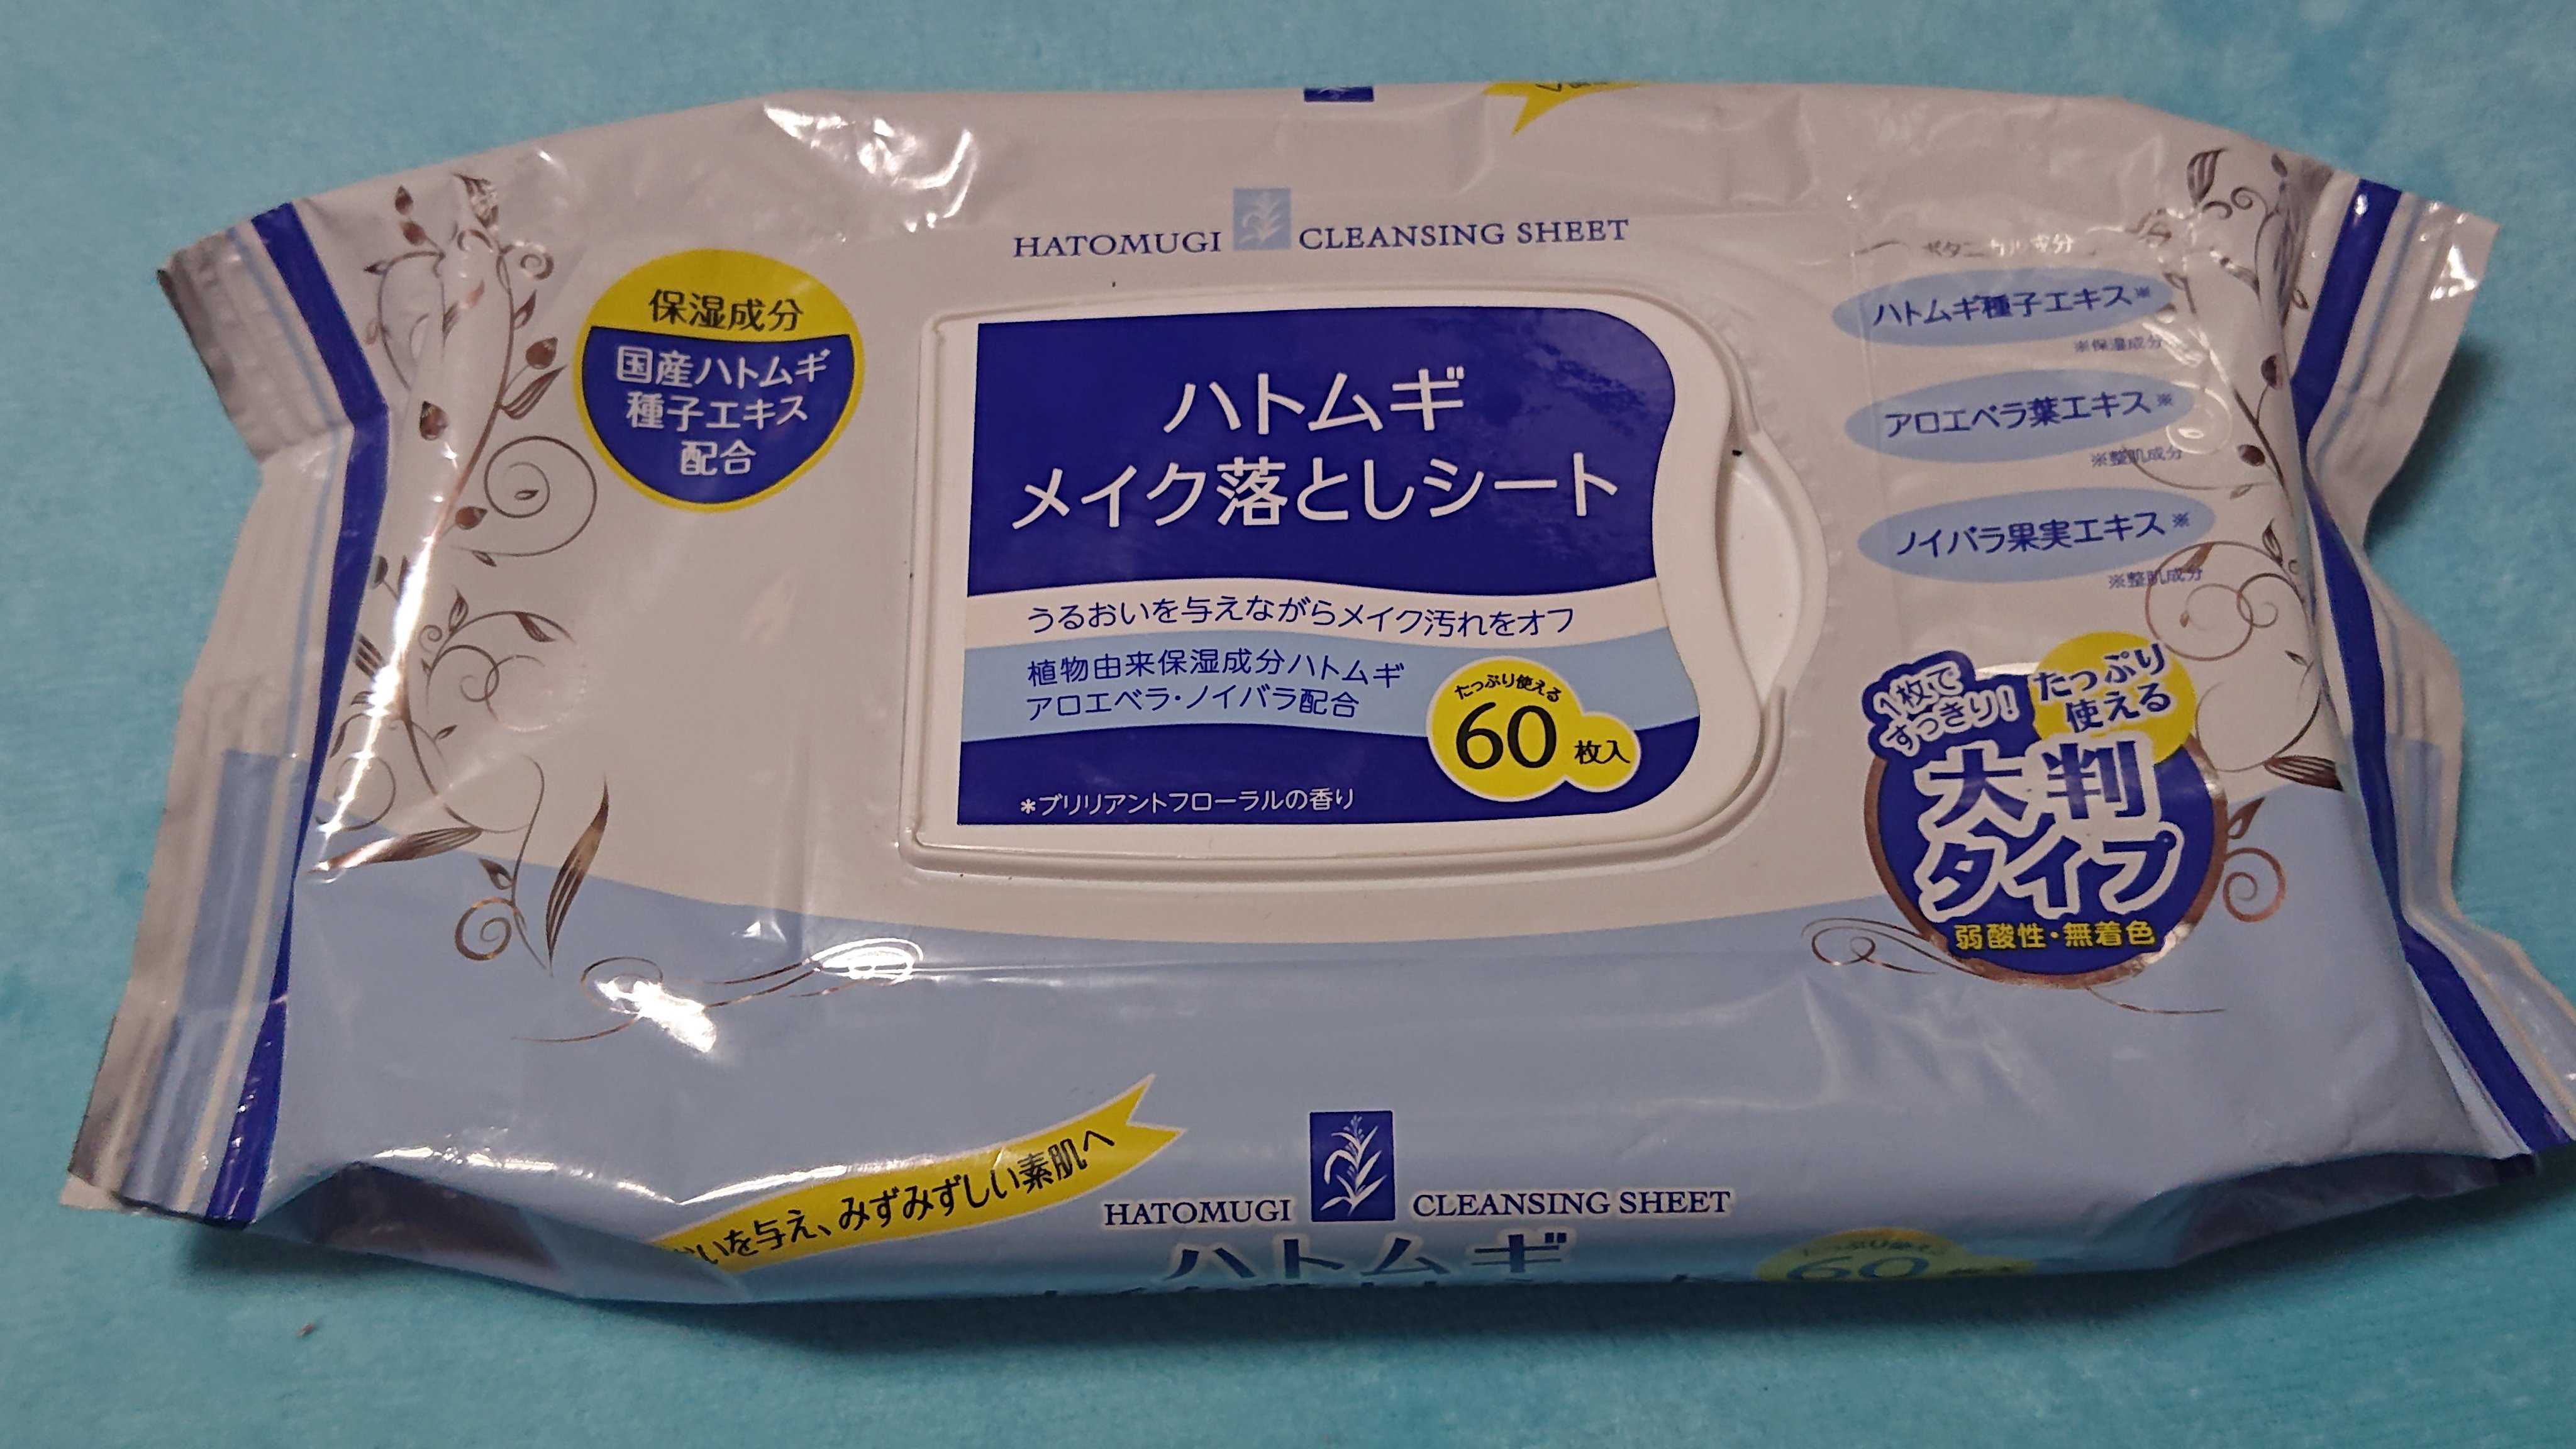 HATOMUGI CLEANSING SHEET
保湿成分
国産ハトムギ
種子エキス
配合
ハトムギ
メイク落としシート
うるおいを与えながらメイク汚れをオフ
植物由来保湿成分ハトムギ
アロエベラ・ノイバラ配合
たっぷり使える
60枚入
*ブリリアントフローラルの香り
ボタニカル成分
ハトムギ種子エキス※
※保湿成分
アロエベラ葉エキス※
※整肌成分
ノイバラ果実エキス※
※整肌成分
1枚で
すっきり!
たっぷり
使える
大判
タイプ
弱酸性・無着色
いを与え、みずみずしい素肌へ
HATOMUGI CLEANSING SHEET
ハトムギ
60